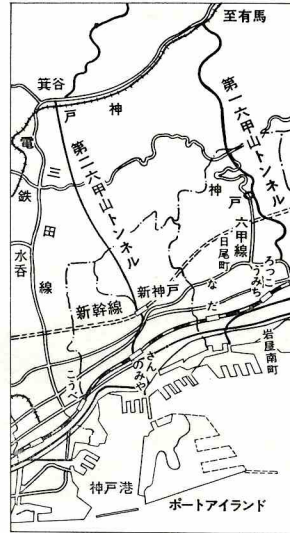 至有馬
箕谷
神戸電鉄三田線
第一六甲山トンネル
第二六甲山トンネル
神戸六甲線
日尾町
水呑
新神戸
新幹線
ろっこうみち
なだ
岩屋南町
さんのみや
こうべ
神戸港
ポートアイランド